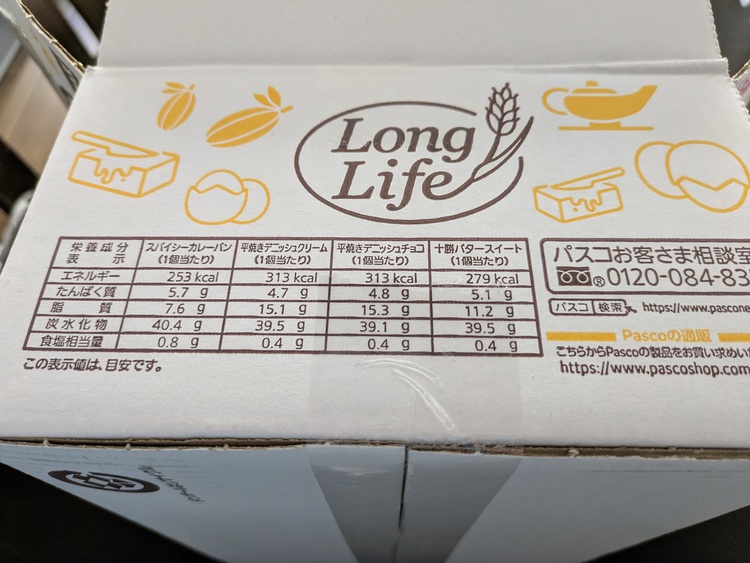 Long
Life
栄養成分表示 スパイシーカレーパン(1個当たり) 平焼きデニッシュクリーム(1個当たり) 平焼きデニッシュチョコ(1個当たり) 十勝バタースイート(1個当たり)
エネルギー 253 kcal 313 kcal 313 kcal 279 kcal
たんぱく質 5.7 g 4.7 g 4.8 g 5.1 g
脂質 7.6 g 15.1 g 15.3 g 11.2 g
炭水化物 40.4 g 39.5 g 39.1 g 39.5 g
食塩相当量 0.8 g 0.4 g 0.4 g 0.4 g
この表示値は、目安です。
パスコお客さま相談室
® 0120-084-83
パスコ 検索 https://www.pascone
Pascoの通販
こちらからPascoの製品をお買い求めい
https://www.pascoshop.com